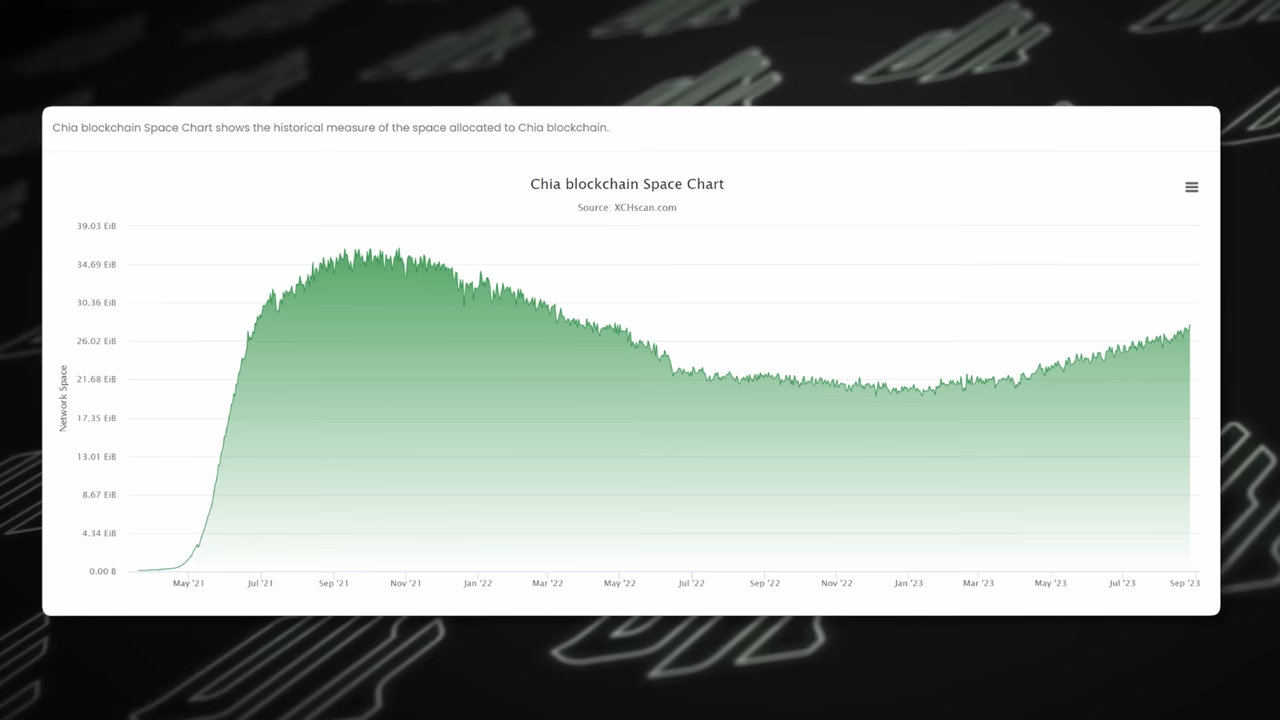 Chia blockchain Space Chart shows the historical measure of the space allocated to Chia blockchain.
Chia blockchain Space Chart
Source: XCHscan.com
Network Space
39.03 EiB
34.69 EiB
30.36 EiB
26.02 EiB
21.68 EiB
17.35 EiB
13.01 EiB
8.67 EiB
4.34 EiB
0.00 B
May '21 Jul '21 Sep '21 Nov '21 Jan '22 Mar '22 May '22 Jul '22 Sep '22 Nov '22 Jan '23 Mar '23 May '23 Jul '23 Sep '23